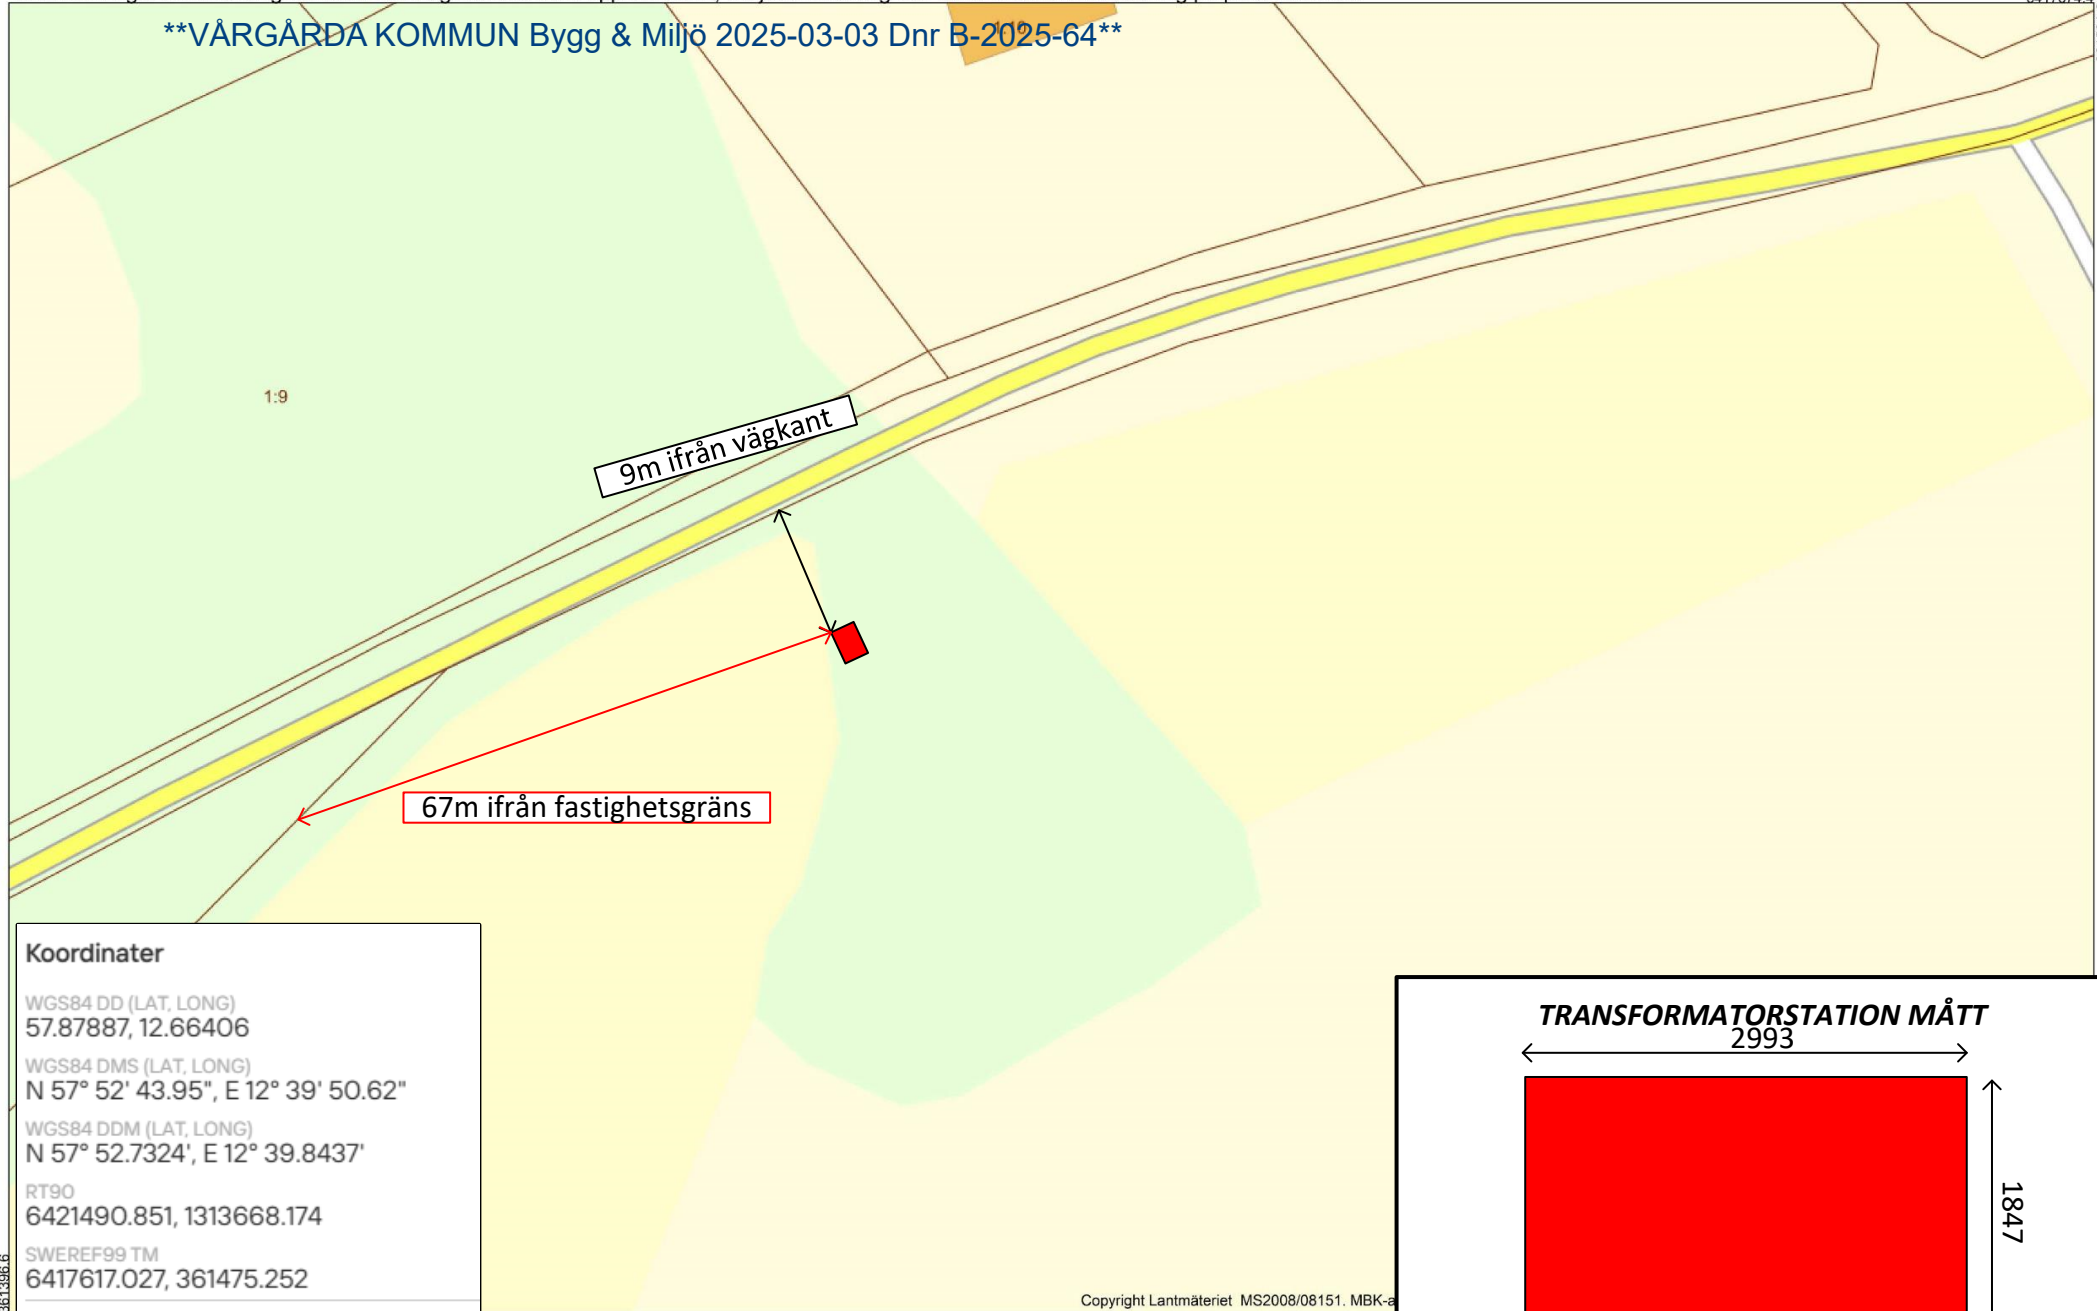 **VÅRGÅRDA KOMMUN Bygg & Miljö 2025-03-03 Dnr B-2025-64**
1:9
9m ifrån vägkant
67m ifrån fastighetsgräns
Koordinater
WGS84 DD (LAT, LONG)
57.87887, 12.66406
WGS84 DMS (LAT, LONG)
N 57° 52' 43.95", E 12° 39' 50.62"
WGS84 DDM (LAT, LONG)
N 57° 52.7324', E 12° 39.8437'
RT90
6421490.851, 1313668.174
SWEREF99 TM
6417617.027, 361475.252
361396.6
TRANSFORMATORSTATION MÅTT
2993
1847
Copyright Lantmäteriet MS2008/08151. MBK-a